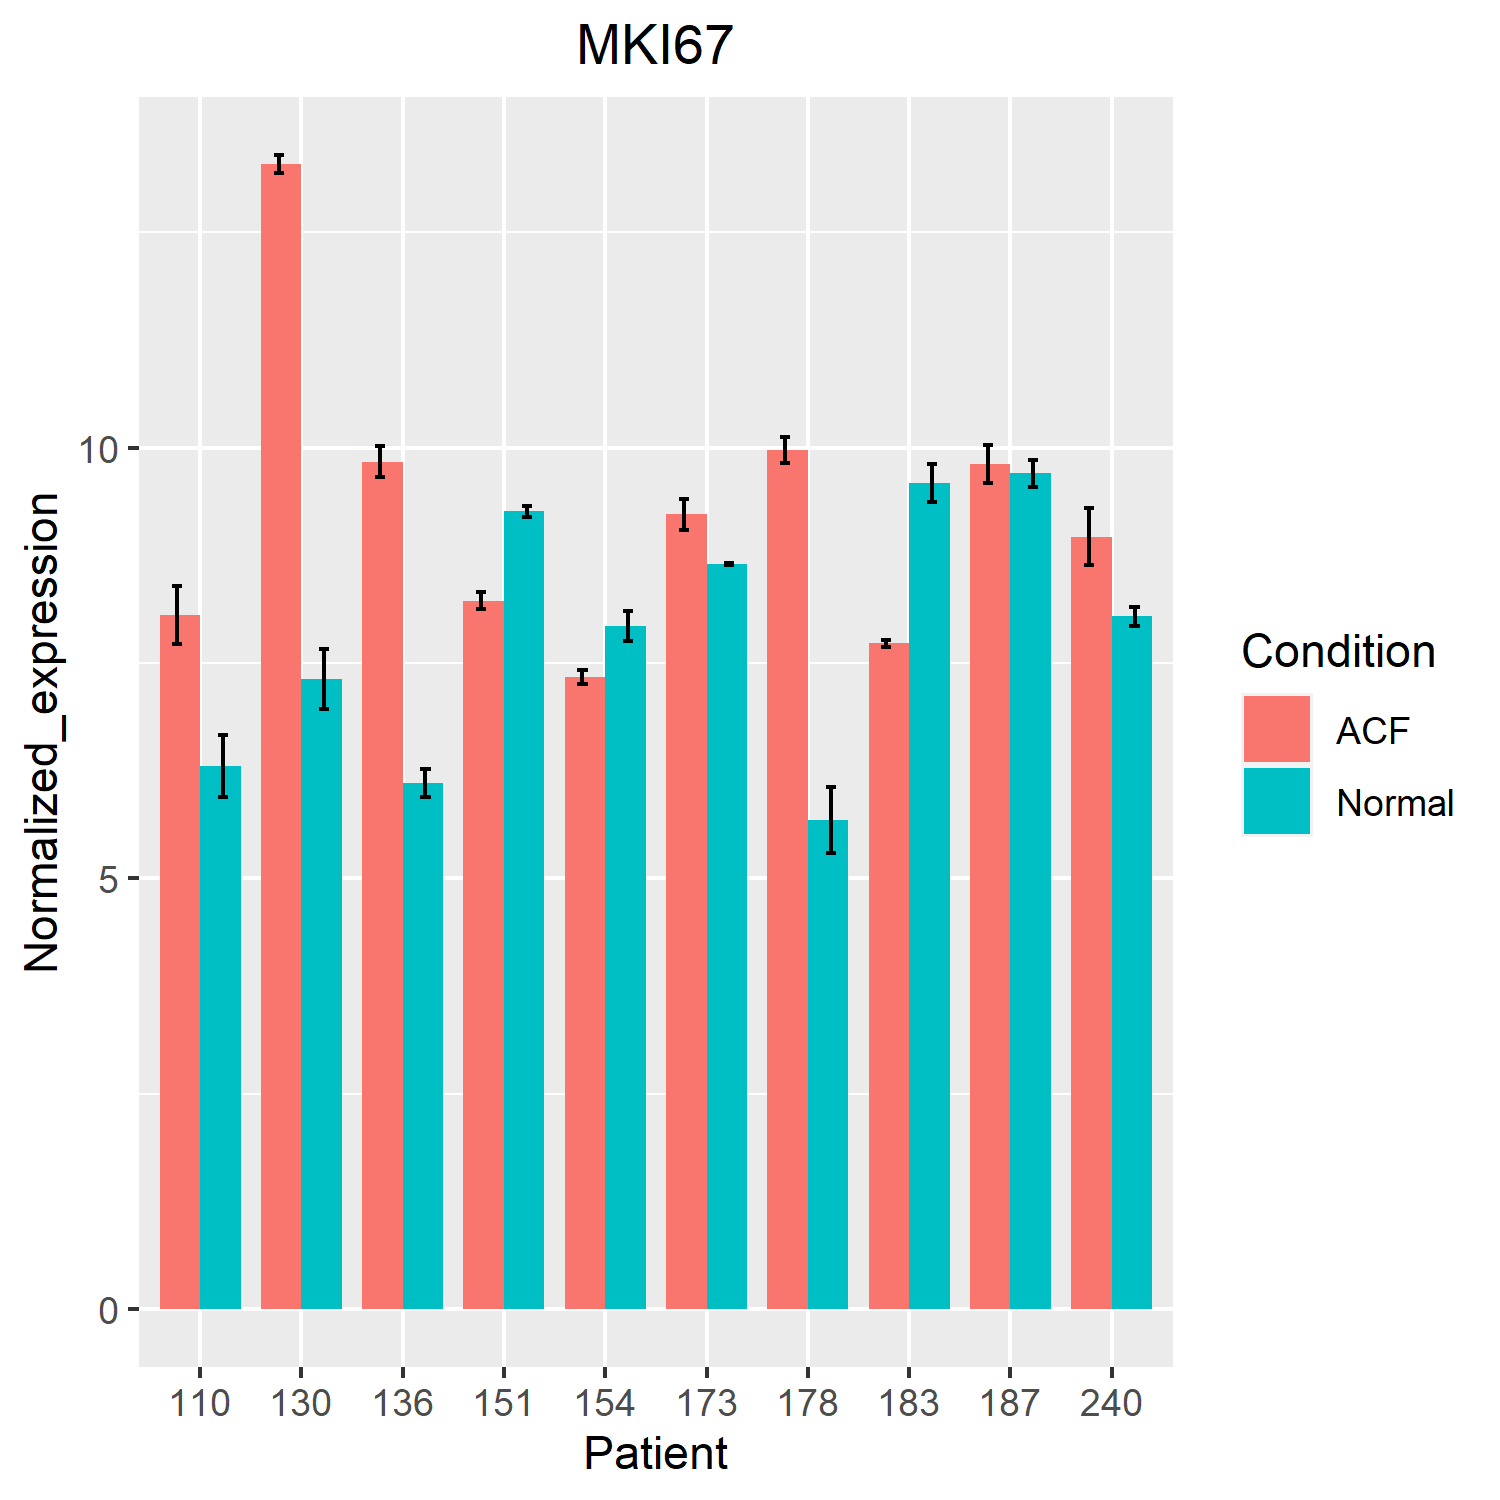 MKI67
Normalized_expression
10
5
0
110 130 136 151 154 173 178 183 187 240
Patient
Condition
ACF
Normal